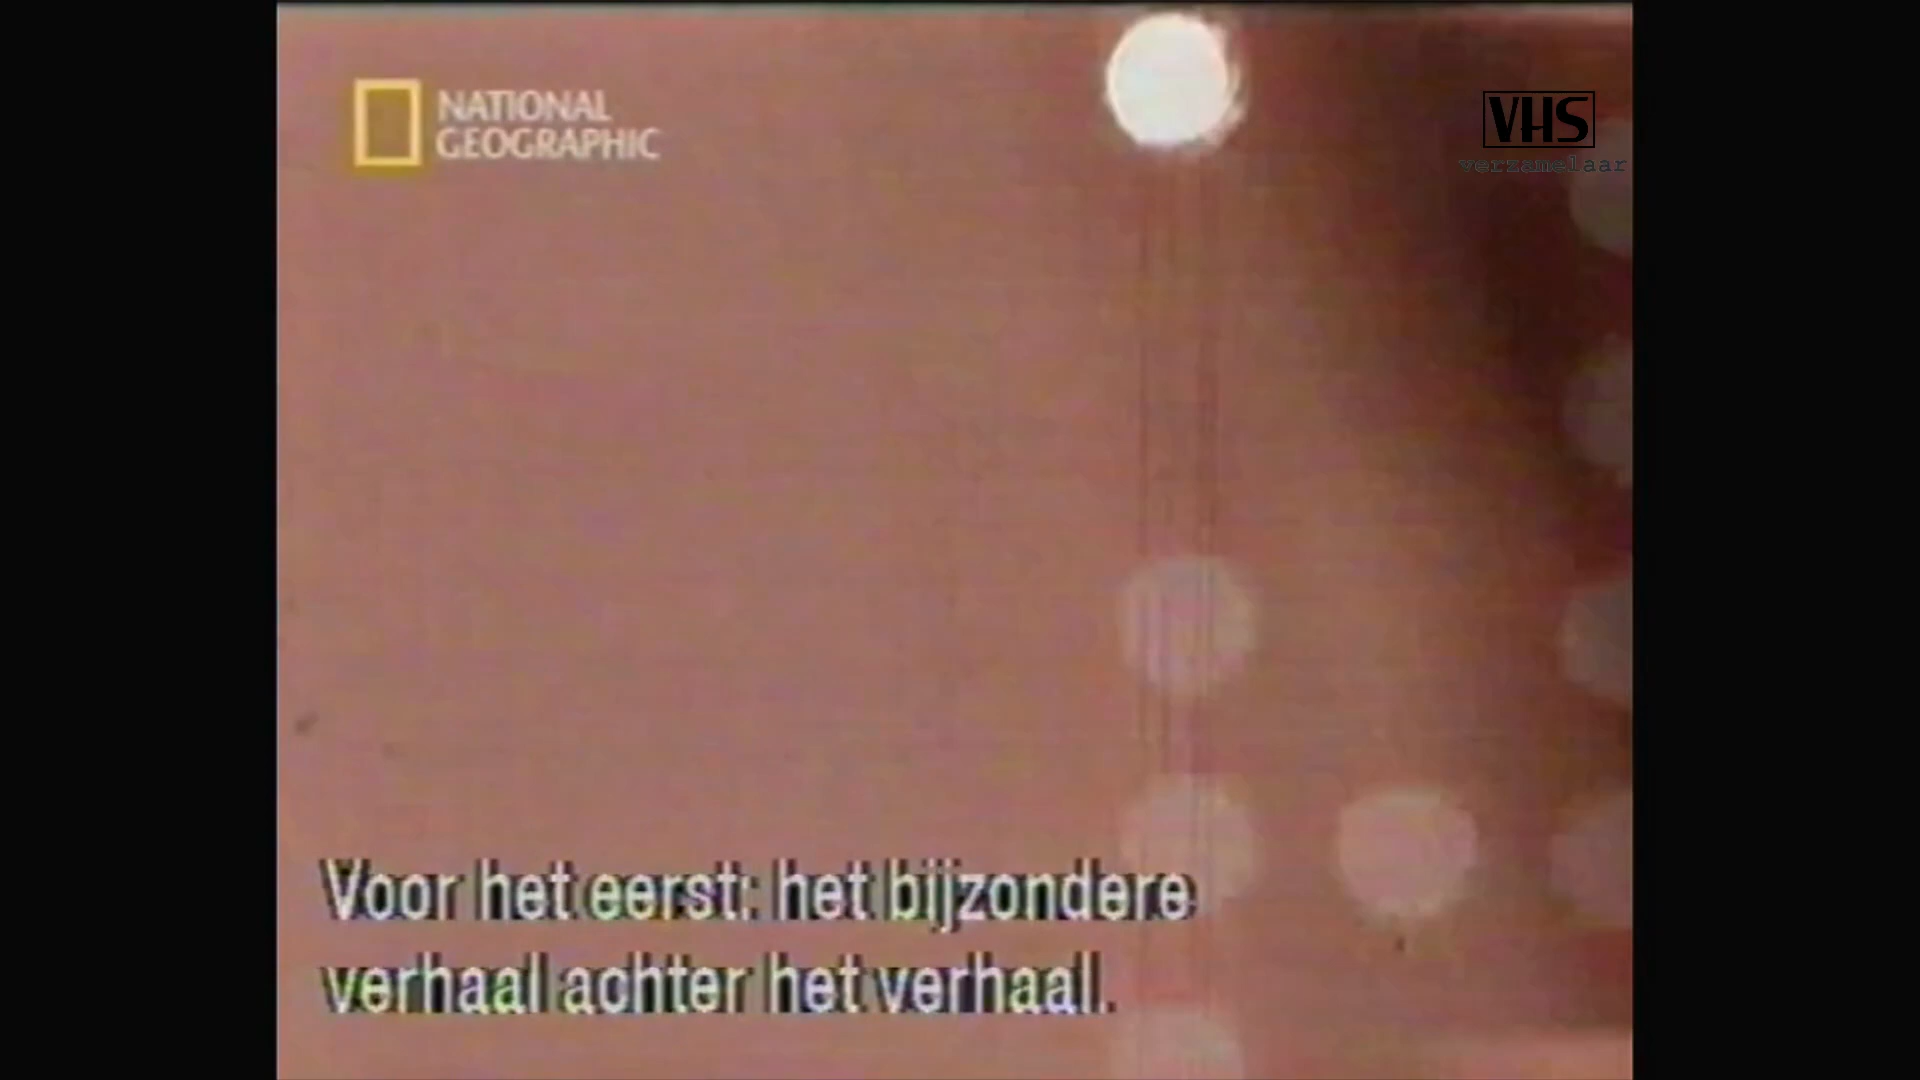 NATIONAL
GEOGRAPHIC
VHS
verzamelaar
Voor het eerst: het bijzondere
verhaal achter het verhaal.